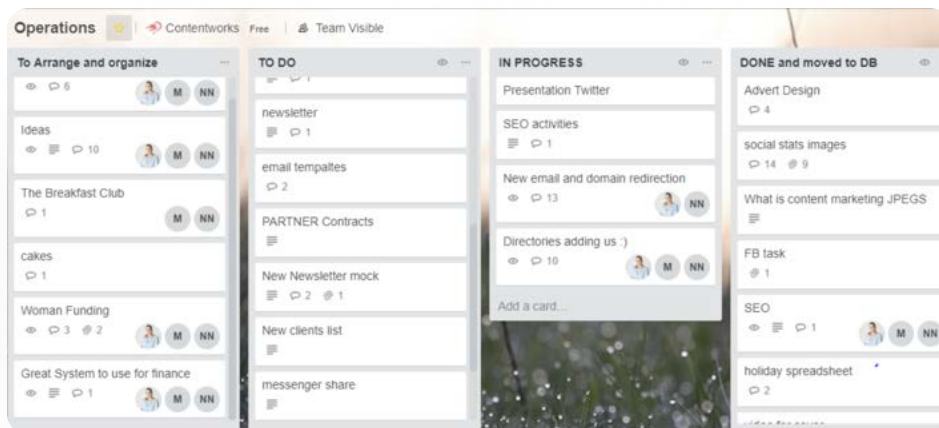 Operations
Contentworks Free
Team Visible
To Arrange and organize ...
6
M NN
Ideas
10
M NN
The Breakfast Club
1
M NN
cakes
1
Woman Funding
3 2
M NN
Great System to use for finance
1
M NN
TO DO ...
1
newsletter
1
email tempaltes
2
PARTNER Contracts
New Newsletter mock
2 1
New clients list
messenger share
IN PROGRESS ...
Presentation Twitter
SEO activities
1
New email and domain redirection
13
NN
Directories adding us :)
10
M NN
Add a card...
DONE and moved to DB
Advert Design
4
social stats images
14 9
What is content marketing JPEGS
FB task
1
SEO
1
M NN
holiday spreadsheet
2